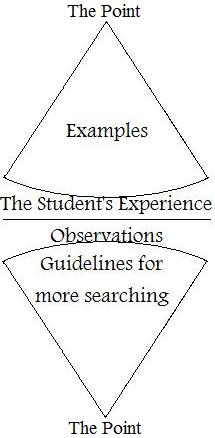 The Point
Examples
The Student's Experience
Observations
Guidelines for
more searching
The Point